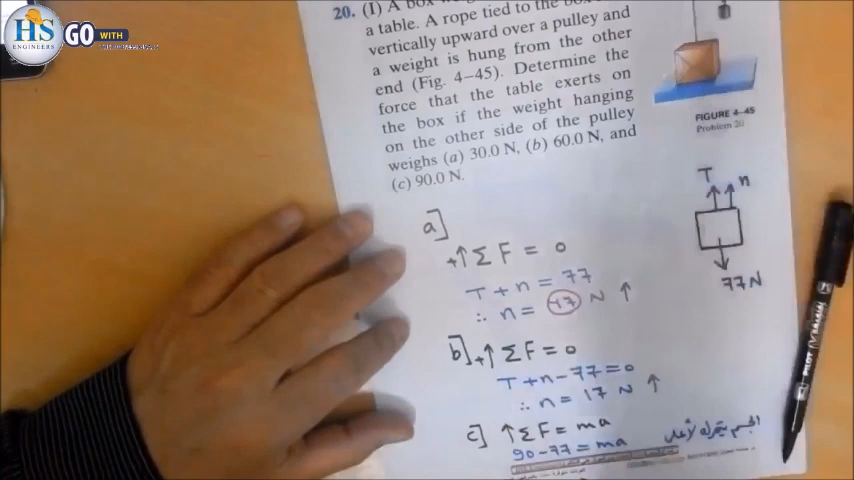 HS
ENGINEERS
GO WITH
20. (I) A box
a table. A rope tied to the box
vertically upward over a pulley and
a weight is hung from the other
end (Fig. 4–45). Determine the
force that the table exerts on
the box if the weight hanging
on the other side of the pulley
weighs (a) 30.0 N, (b) 60.0 N, and
(c) 90.0 N.
FIGURE 4–45
Problem 20
T n
77N
a]
+↑ Σ F = 0
T + n = 77
∴ n = 47 N ↑
b] +↑ Σ F = 0
T + n - 77 = 0
∴ n = 17 N ↑
c] ↑ Σ F = ma
90 - 77 = ma
الجسم يتحرك لأعلى
PILOT